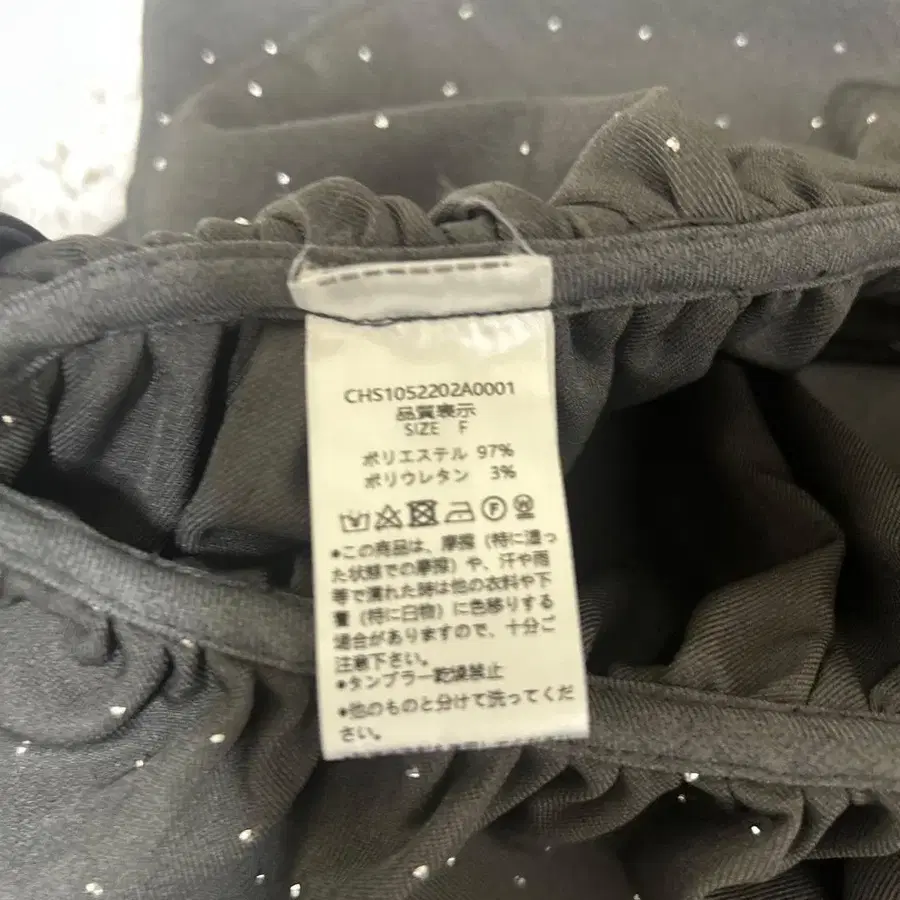 CHS1052202A0001
品質表示
SIZE F
ポリエステル 97%
ポリウレタン 3%
F W
•この商品は、摩擦（特に湿っ
た状態での摩擦）や、汗や雨
等で濡れた時は他の衣料や下
着（特に白物）に色移りする
場合がありますので、十分ご
注意下さい。
•タンブラー乾燥禁止
•他のものと分けて洗ってくだ
さい。